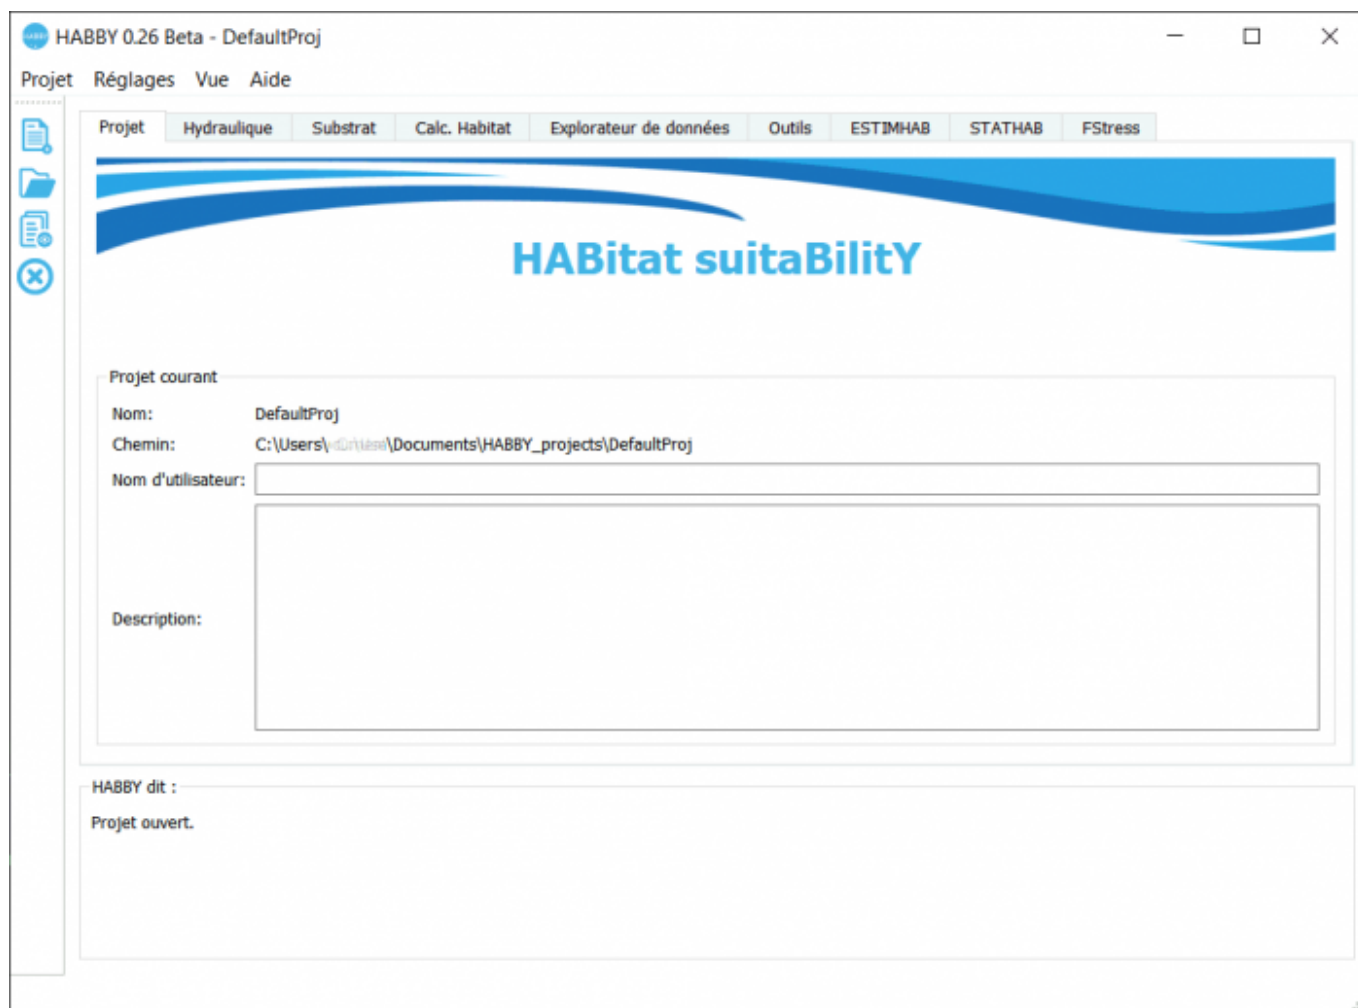 HABBY 0.26 Beta - DefaultProj
Projet Réglages Vue Aide
Projet Hydraulique Substrat Calc. Habitat Explorateur de données Outils ESTIMHAB STATHAB FStress
HABitat suitaBilitY
Projet courant
Nom: DefaultProj
Chemin: C:\Users\ \Documents\HABBY_projects\DefaultProj
Nom d'utilisateur:
Description:
HABBY dit :
Projet ouvert.